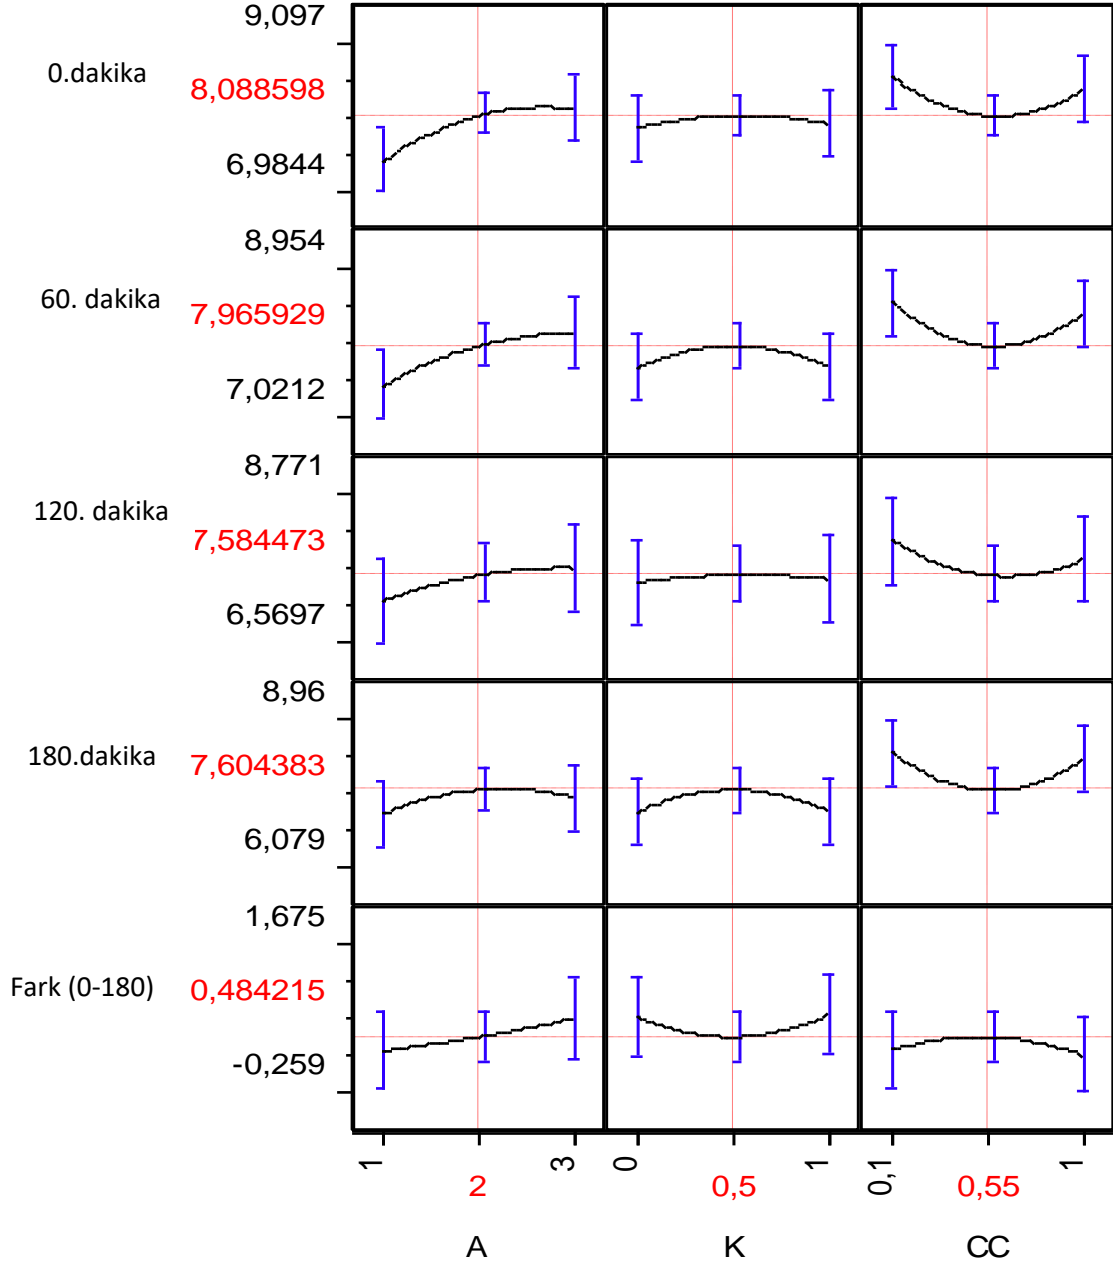 9,097
0.dakika
8,088598
6,9844
8,954
60. dakika
7,965929
7,0212
8,771
120. dakika
7,584473
6,5697
8,96
180.dakika
7,604383
6,079
1,675
Fark (0-180)
0,484215
-0,259
1 2 3 0 0,5 1 0,1 0,55 1
A K CC